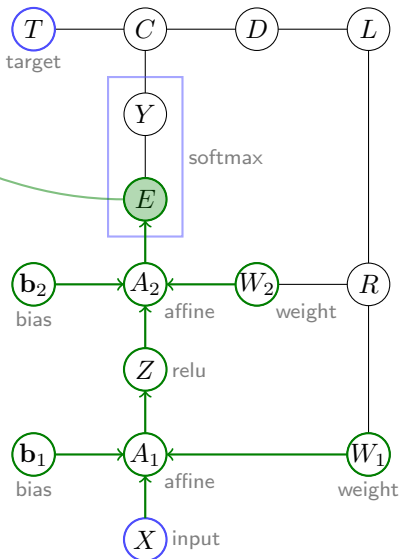 T C D L
target
Y
softmax
E
b₂ A₂ W₂ R
bias affine weight
Z relu
b₁ A₁ W₁
bias affine weight
X input